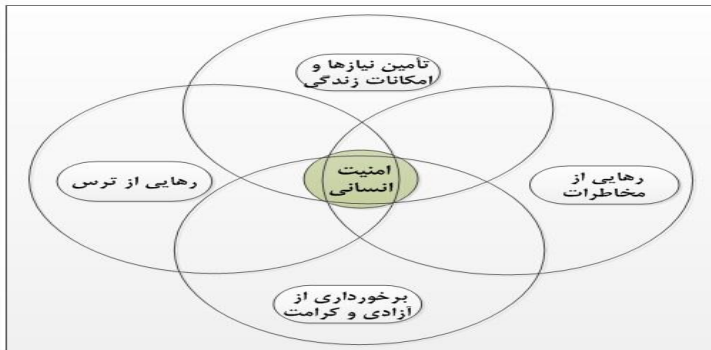 تأمین نیازها و
امکانات زندگی
رهایی از
مخاطرات
امنیت
انسانی
رهایی از ترس
برخورداری از
آزادی و کرامت